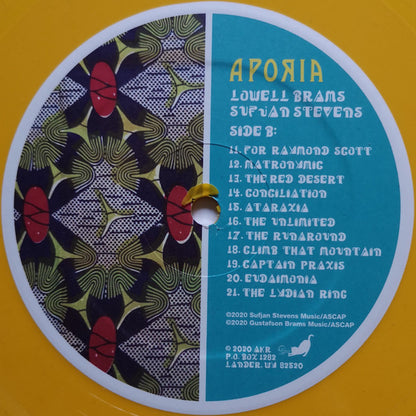 APORIA
LOWELL BRAMS
SUFJAN STEVENS
SIDE B:
11. FOR RAYMOND SCOTT
12. MATRONYMIC
13. THE RED DESERT
14. CONCILIATION
15. ATARAXIA
16. THE UNLIMITED
17. THE RUNAROUND
18. CLIMB THAT MOUNTAIN
19. CAPTAIN PRAXIS
20. EUDAIMONIA
21. THE LYDIAN RING
©2020 Sufjan Stevens Music/ASCAP
©2020 Gustafson Brams Music/ASCAP
© 2020 AKR
P.O. BOX 1282
LANDER, WY 82520